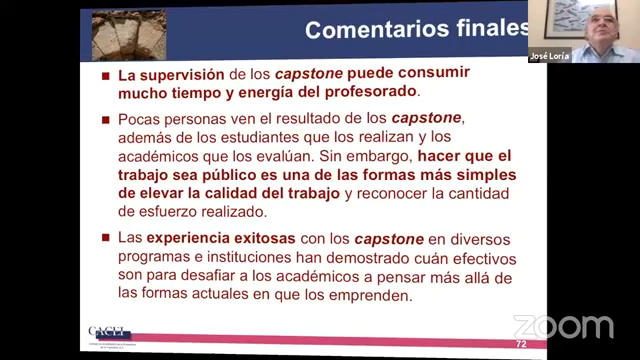 Comentarios finales
José Loría
La supervisión de los capstone puede consumir
mucho tiempo y energía del profesorado.
Pocas personas ven el resultado de los capstone,
además de los estudiantes que los realizan y los
académicos que los evalúan. Sin embargo, hacer que el
trabajo sea público es una de las formas más simples
de elevar la calidad del trabajo y reconocer la cantidad
de esfuerzo realizado.
Las experiencia exitosas con los capstone en diversos
programas e instituciones han demostrado cuán efectivos
son para desafiar a los académicos a pensar más allá de
las formas actuales en que los emprenden.
CACEI
72
zoom